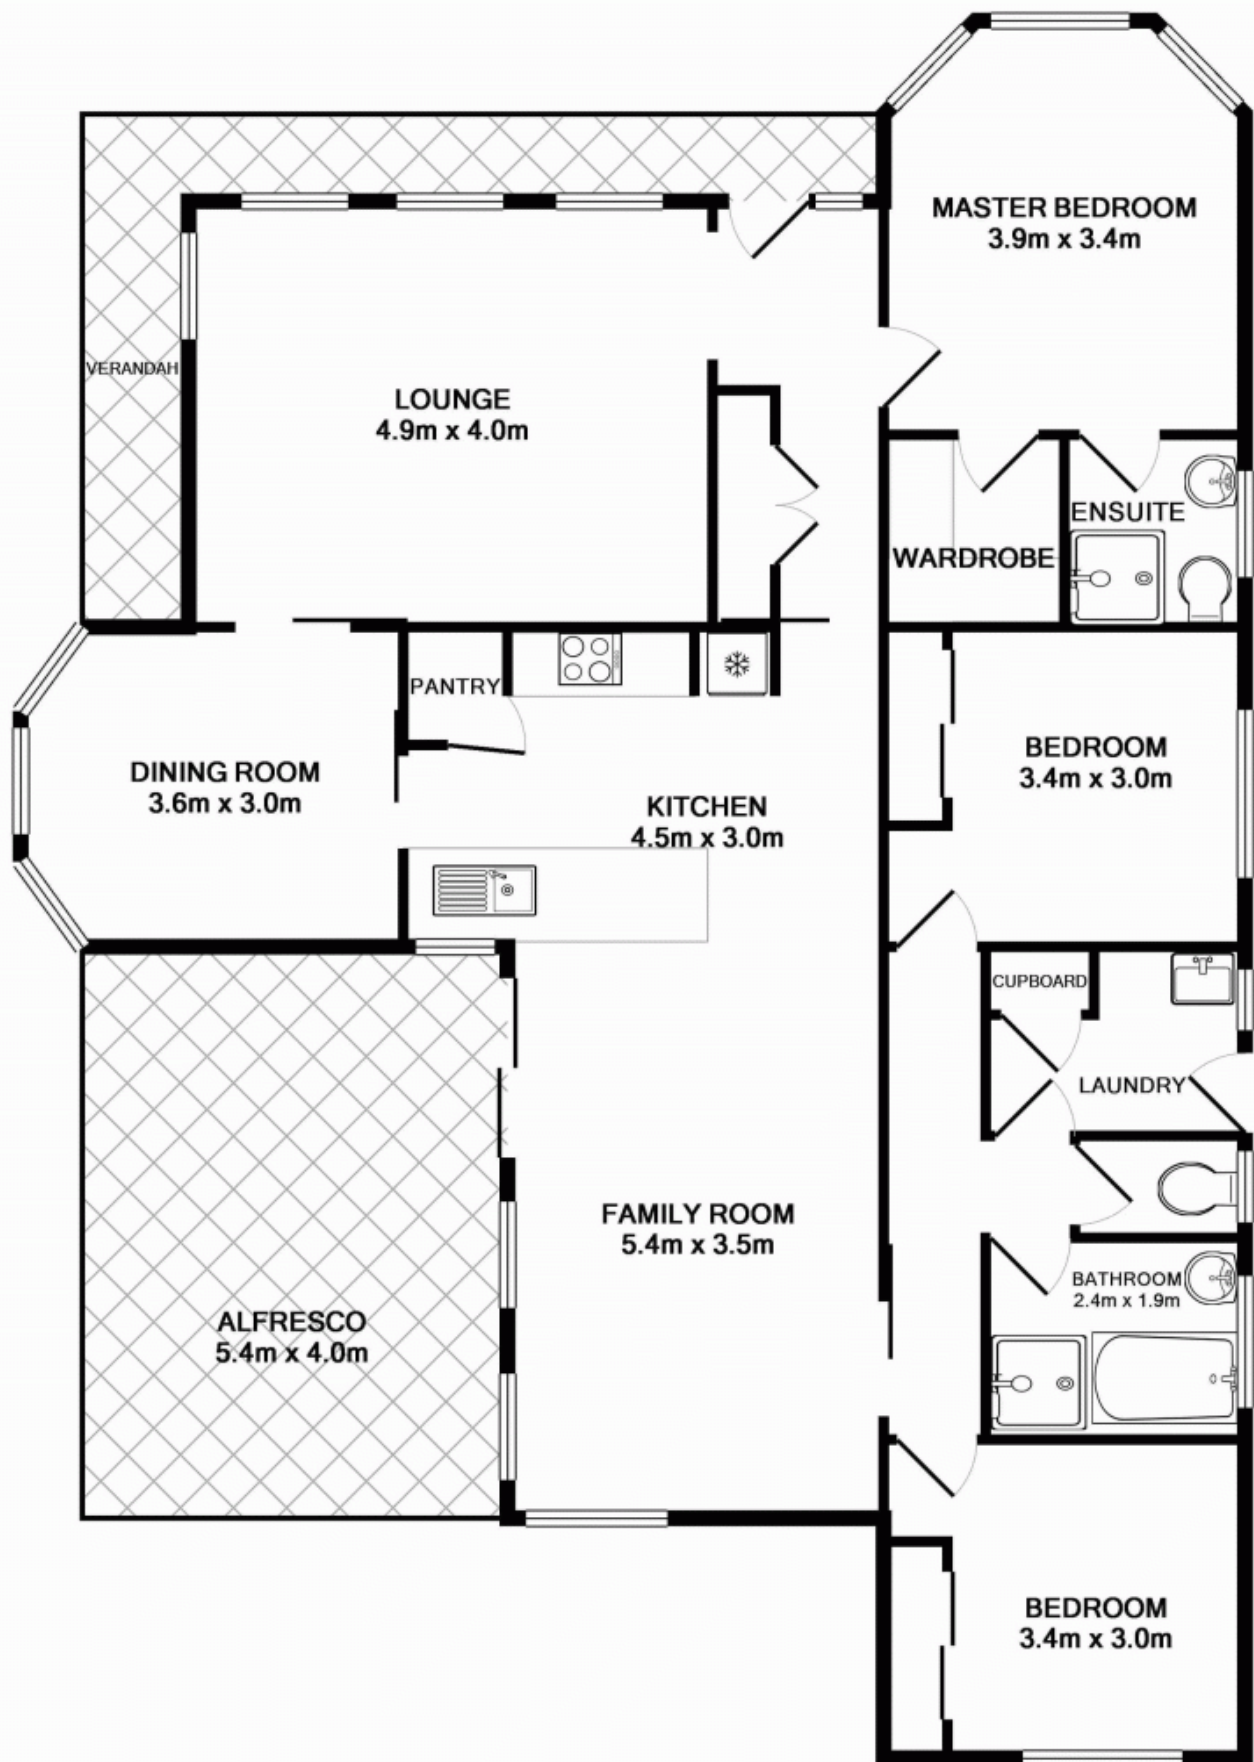 MASTER BEDROOM
3.9m x 3.4m
VERANDAH
LOUNGE
4.9m x 4.0m
ENSUITE
WARDROBE
PANTRY
DINING ROOM
3.6m x 3.0m
KITCHEN
4.5m x 3.0m
BEDROOM
3.4m x 3.0m
CUPBOARD
LAUNDRY
FAMILY ROOM
5.4m x 3.5m
BATHROOM
2.4m x 1.9m
ALFRESCO
5.4m x 4.0m
BEDROOM
3.4m x 3.0m